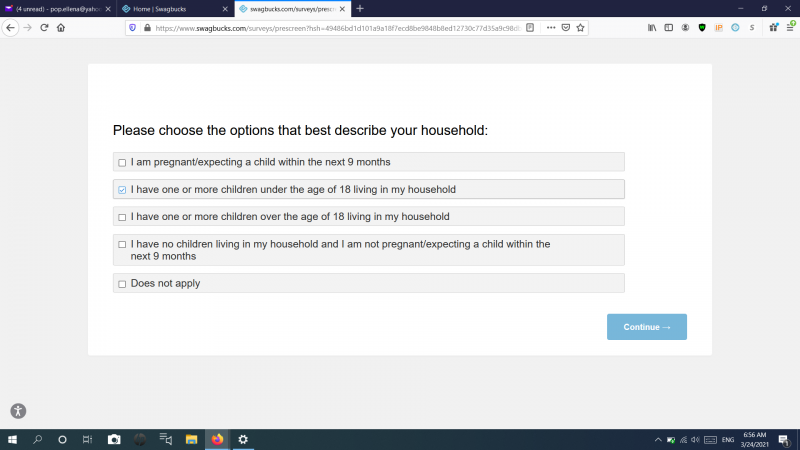 (4 unread) - pop.ellena@yaho
Home | Swagbucks
swagbucks.com/surveys/presc
https://www.swagbucks.com/surveys/prescreen?hsh=49486bd1d101a9a18f7ecd8be9848b8ed12730c77d35a9c98d
Please choose the options that best describe your household:
I am pregnant/expecting a child within the next 9 months
I have one or more children under the age of 18 living in my household
I have one or more children over the age of 18 living in my household
I have no children living in my household and I am not pregnant/expecting a child within the
next 9 months
Does not apply
Continue →
ENG
6:56 AM
3/24/2021